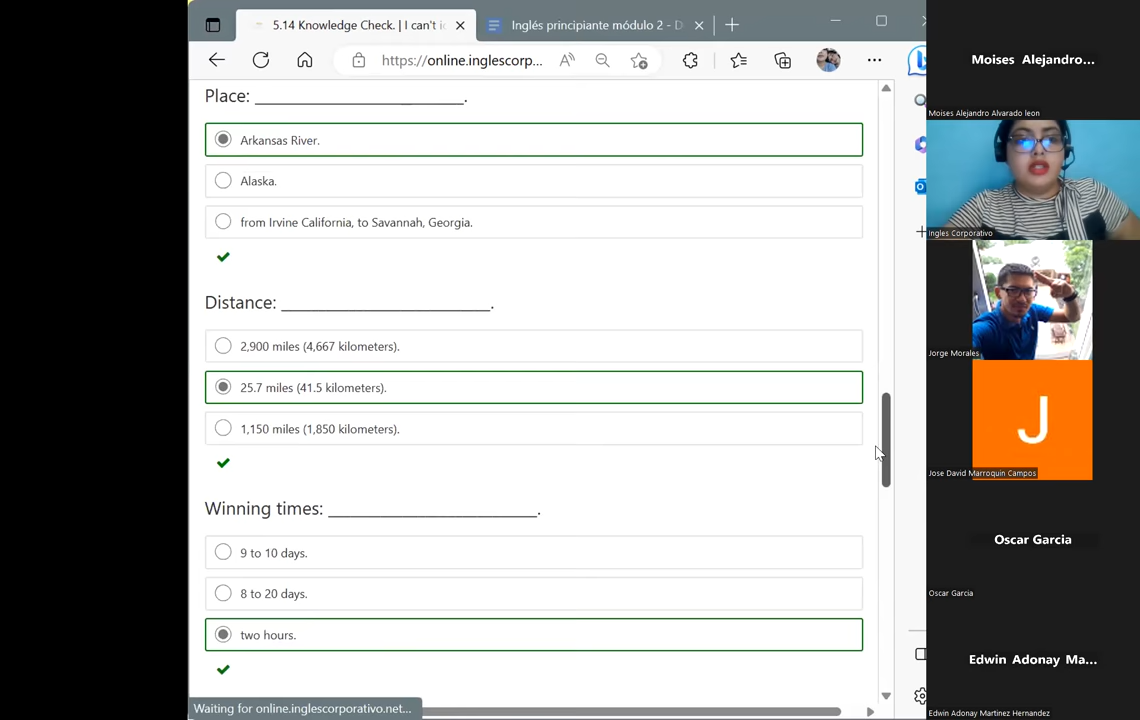 5.14 Knowledge Check. | I can't i
Inglés principiante módulo 2 - D
https://online.inglescorp...
Place: ________________________.
Arkansas River.
Alaska.
from Irvine California, to Savannah, Georgia.
Distance: ________________________.
2,900 miles (4,667 kilometers).
25.7 miles (41.5 kilometers).
1,150 miles (1,850 kilometers).
Winning times: ________________________.
9 to 10 days.
8 to 20 days.
two hours.
Waiting for online.inglescorporativo.net...
Moises Alejandro...
Moises Alejandro Alvarado leon
Ingles Corporativo
Jorge Morales
J
Jose David Marroquin Campos
Oscar Garcia
Oscar Garcia
Edwin Adonay Ma...
Edwin Adonay Martinez Hernandez